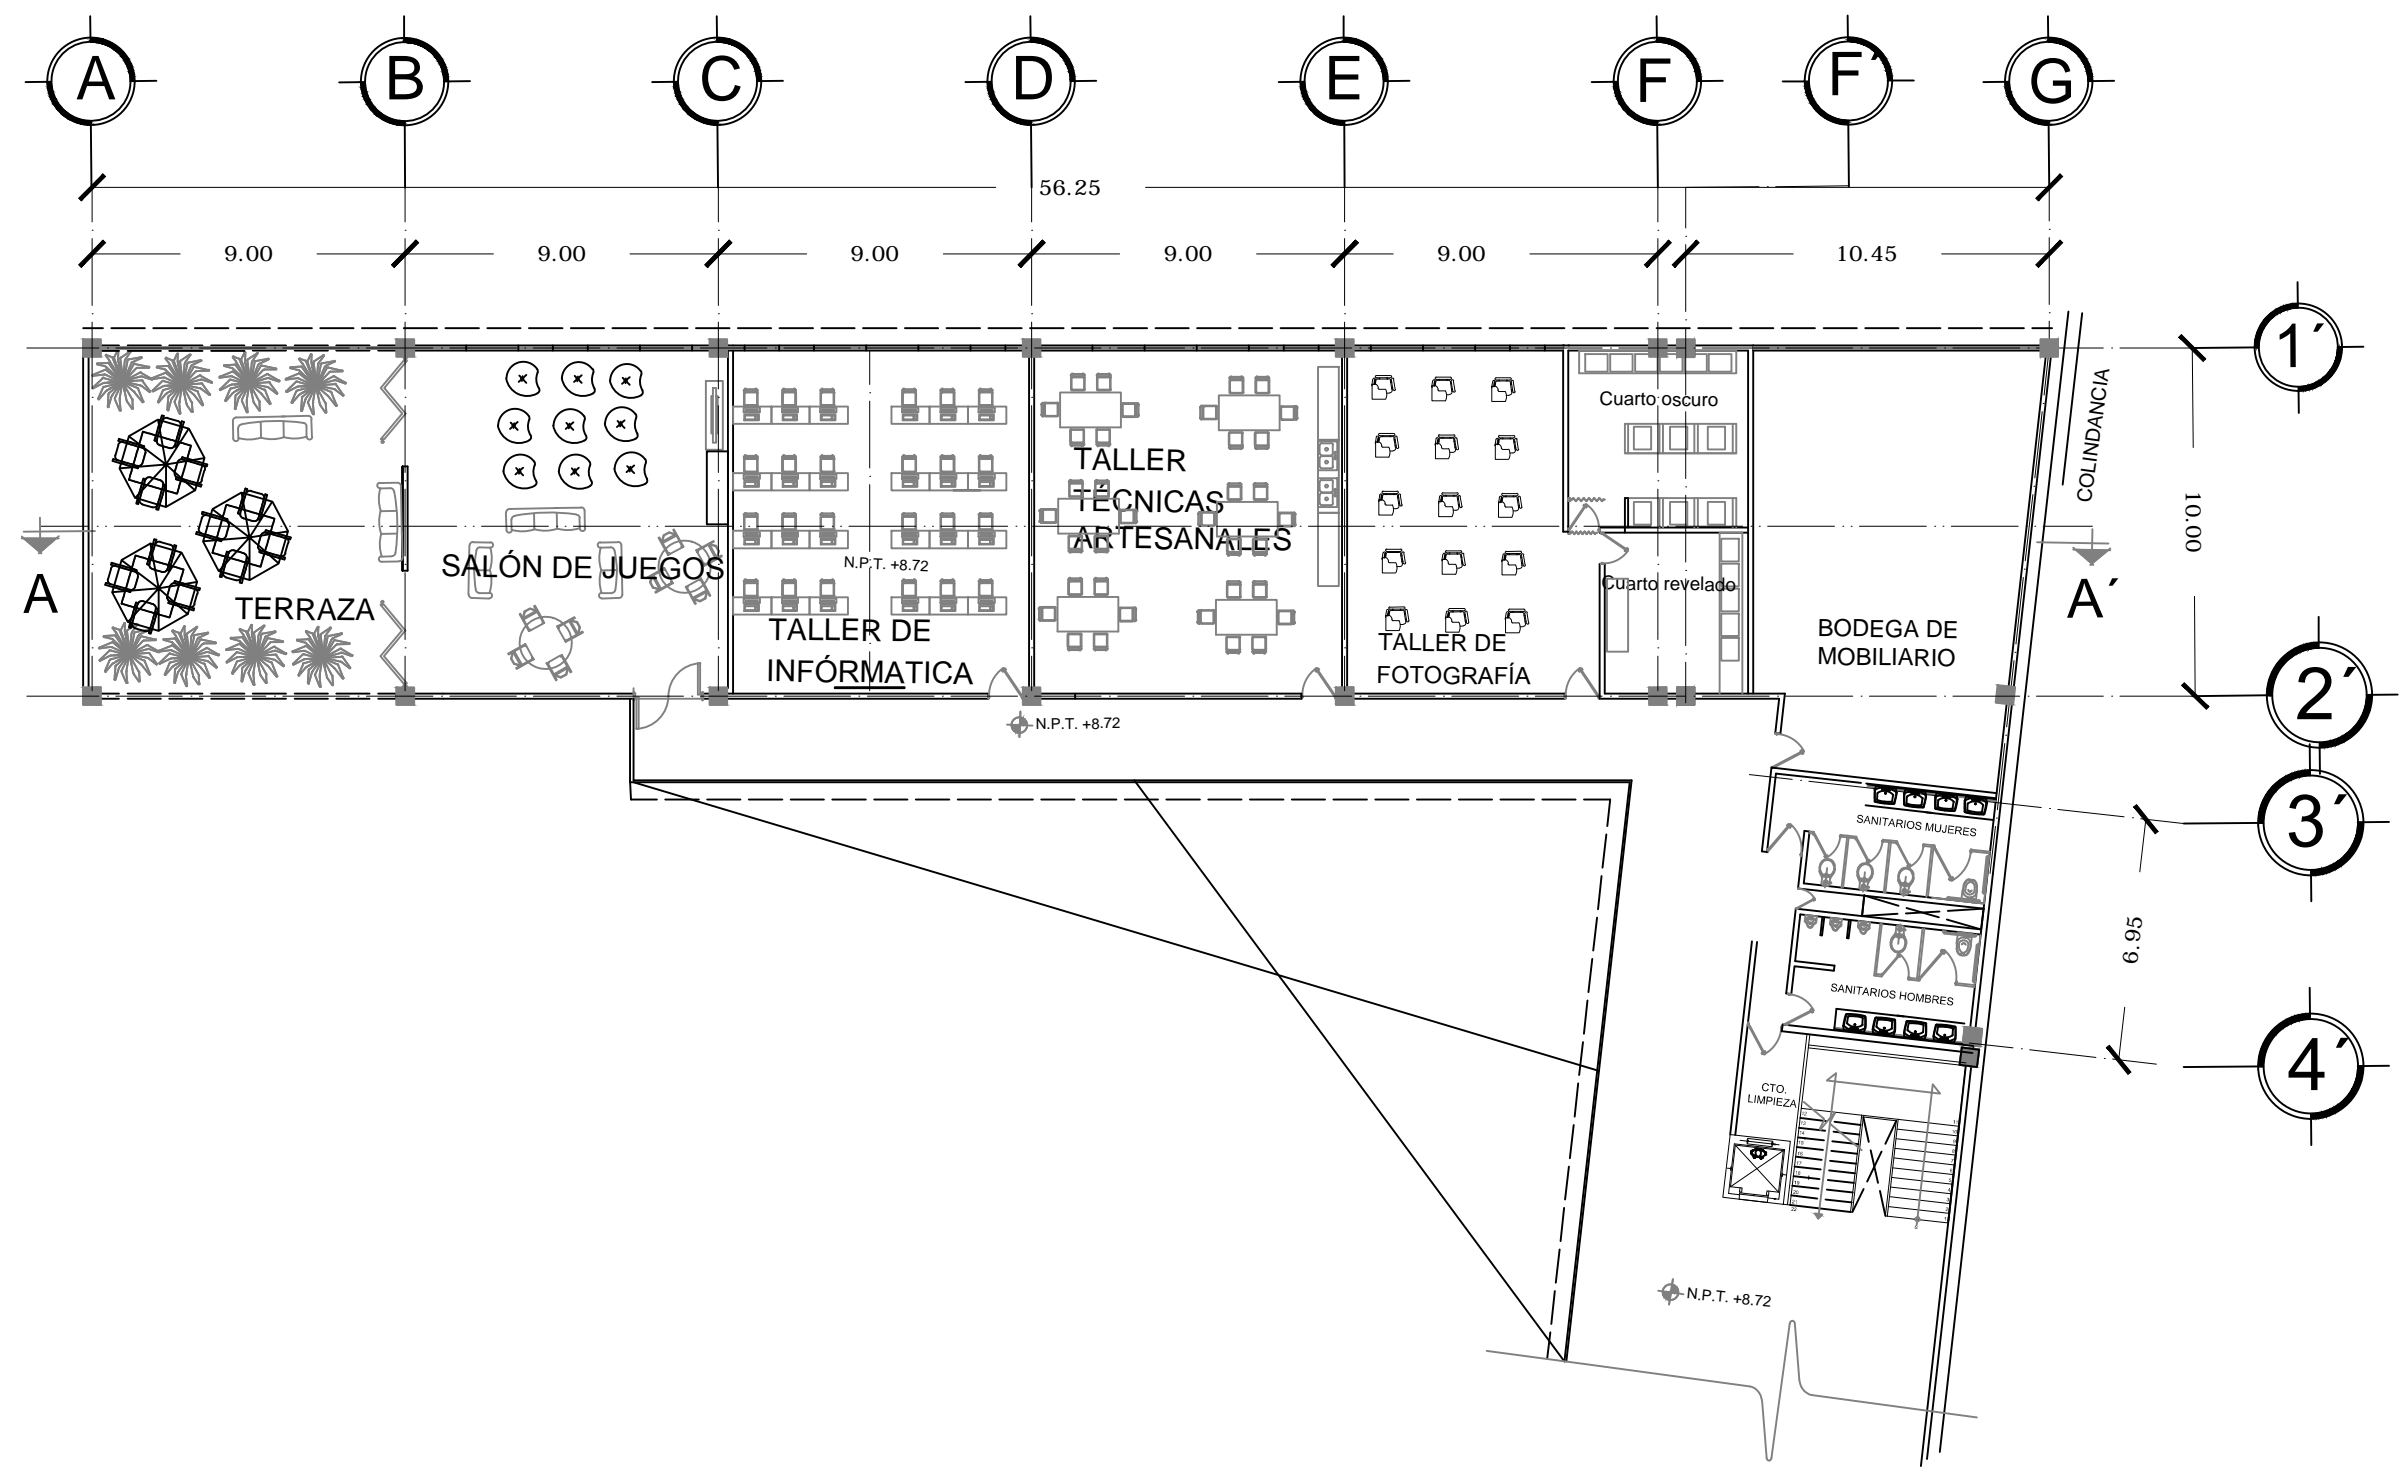 A B C D E F F´ G
56.25
9.00 9.00 9.00 9.00 9.00 10.45
1´
COLINDANCIA
10.00
Cuarto oscuro
TALLER
TÉCNICAS
ARTESANALES
SALÓN DE JUEGOS
N.P.T. +8.72
Cuarto revelado
A
A´
TERRAZA
TALLER DE
INFÓRMATICA
TALLER DE
FOTOGRAFÍA
BODEGA DE
MOBILIARIO
2´
N.P.T. +8.72
3´
SANITARIOS MUJERES
6.95
SANITARIOS HOMBRES
4´
CTO.
LIMPIEZA
N.P.T. +8.72